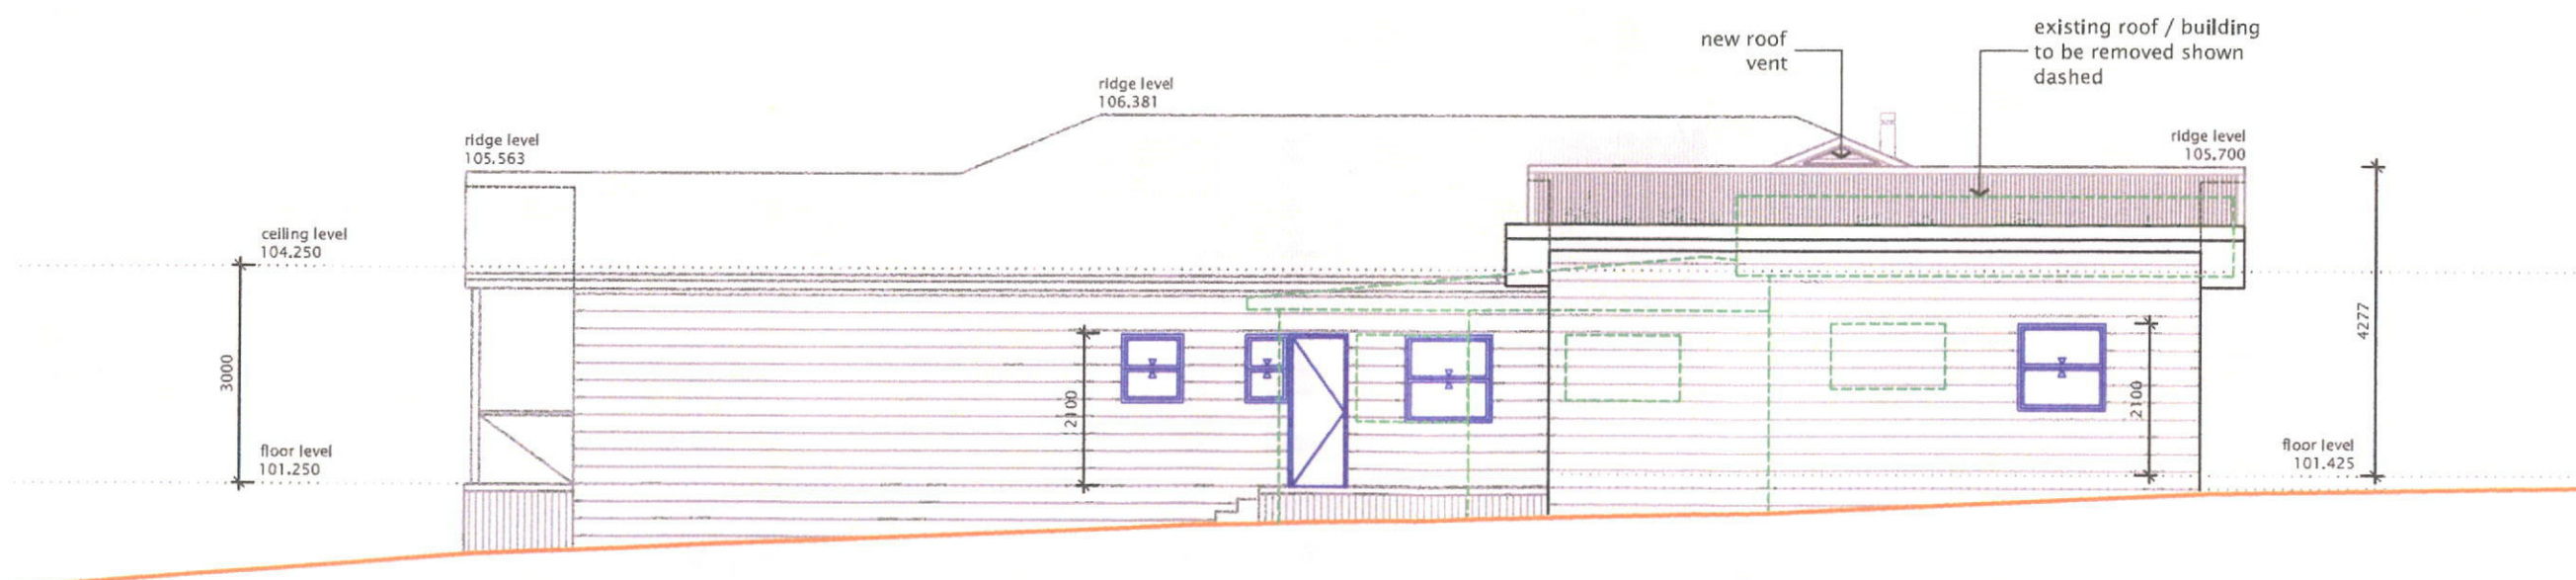 new roof
vent
existing roof / building
to be removed shown
dashed
ridge level
106.381
ridge level
105,563
ridge level
105.700
ceiling level
104.250
3000
2100
2100
4277
floor level
101.250
floor level
101.425